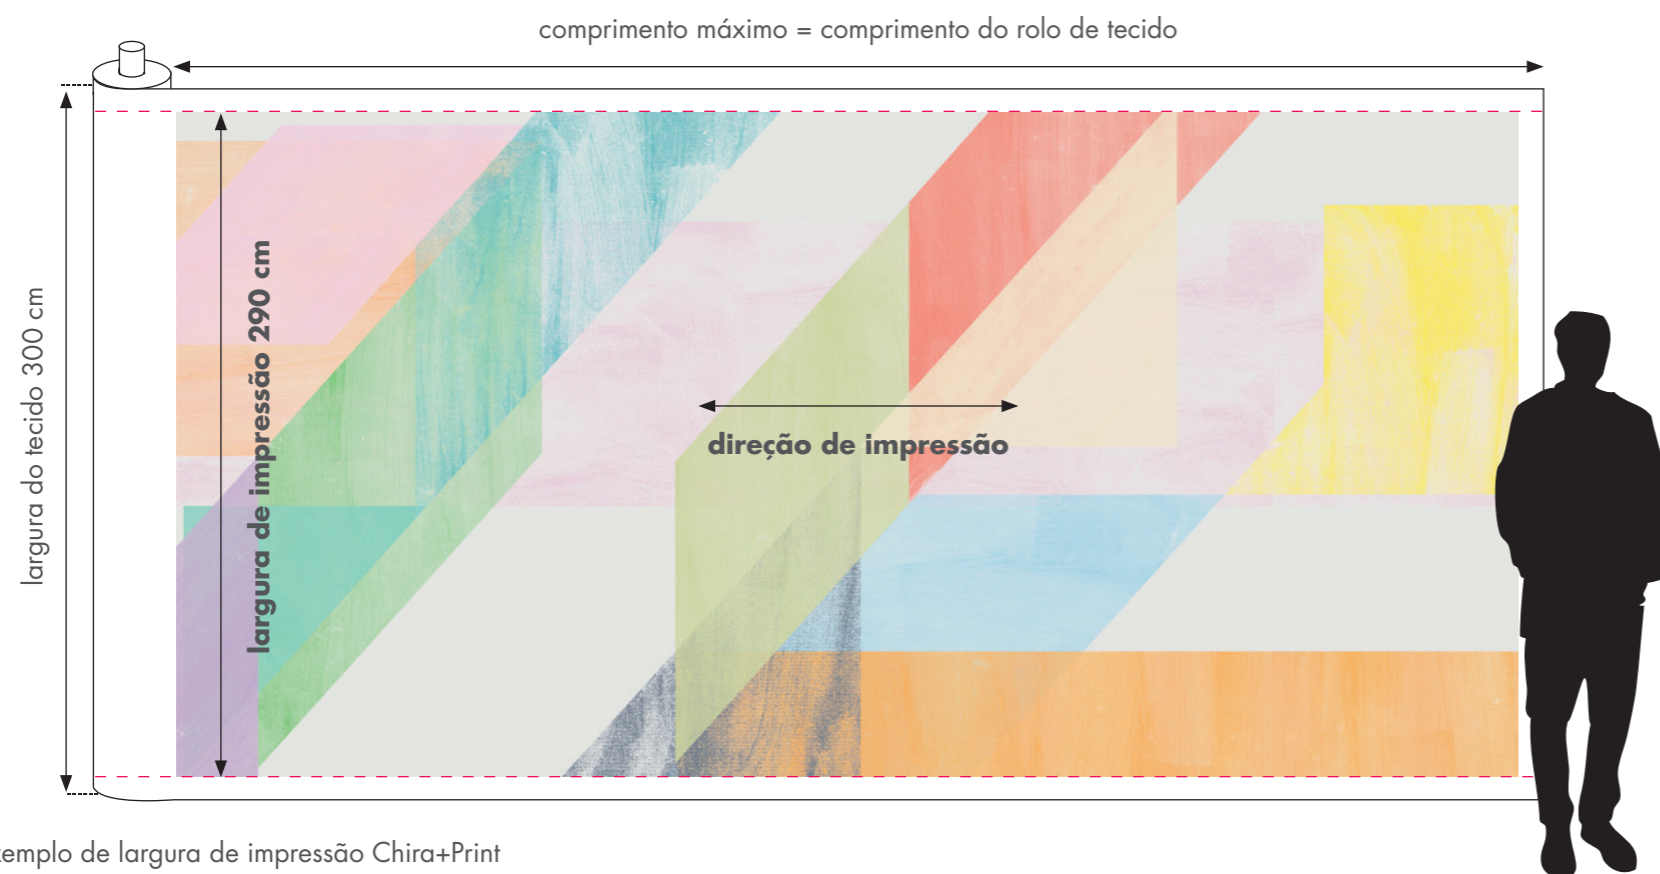 comprimento máximo = comprimento do rolo de tecido
largura do tecido 300 cm
largura de impressão 290 cm
direção de impressão
xemplo de largura de impressão Chira+Print